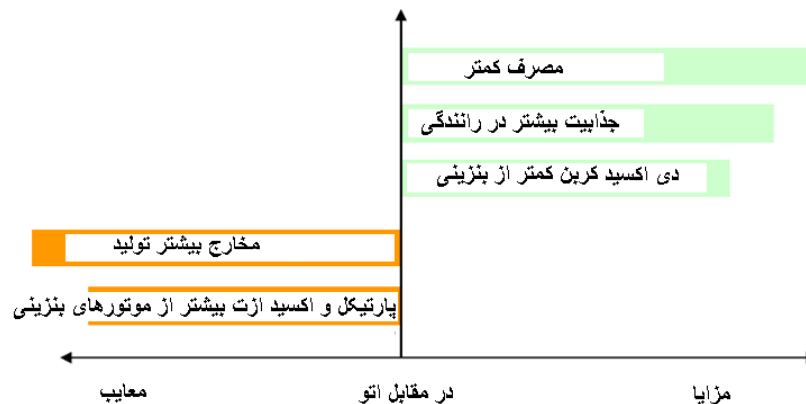 مصرف کمتر
جذابیت بیشتر در رانندگی
دی اکسید کربن کمتر از بنزینی
مخارج بیشتر تولید
پارتیکل و اکسید ازت بیشتر از موتورهای بنزینی
مزایا
در مقابل اتو
معایب